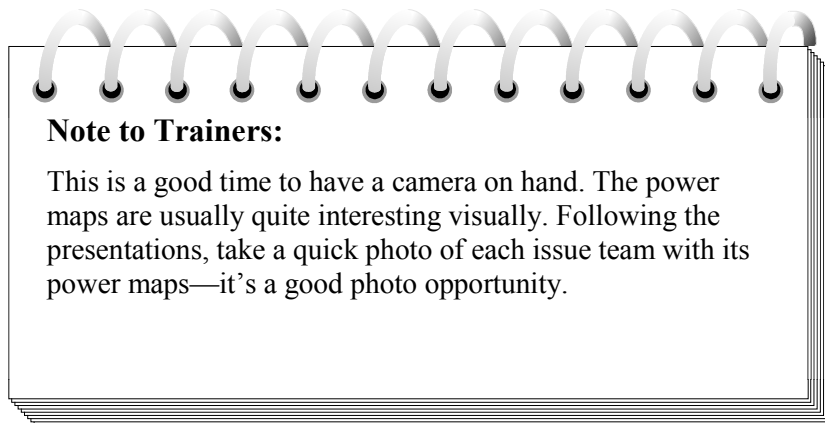 Note to Trainers:
This is a good time to have a camera on hand. The power
maps are usually quite interesting visually. Following the
presentations, take a quick photo of each issue team with its
power maps—it’s a good photo opportunity.